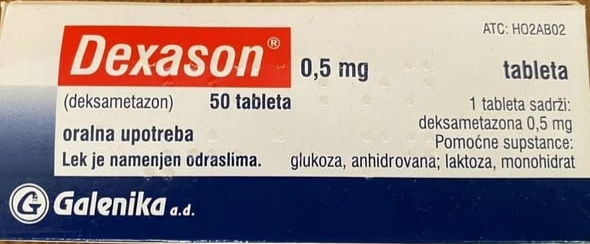 ATC: HO2AB02
Dexason® 0,5 mg tableta
(deksametazon) 50 tableta
oralna upotreba
Lek je namenjen odraslima.
1 tableta sadrži:
deksametazona 0,5 mg
Pomoćne supstance:
glukoza, anhidrovana; laktoza, monohidrat
G Galenika a.d.